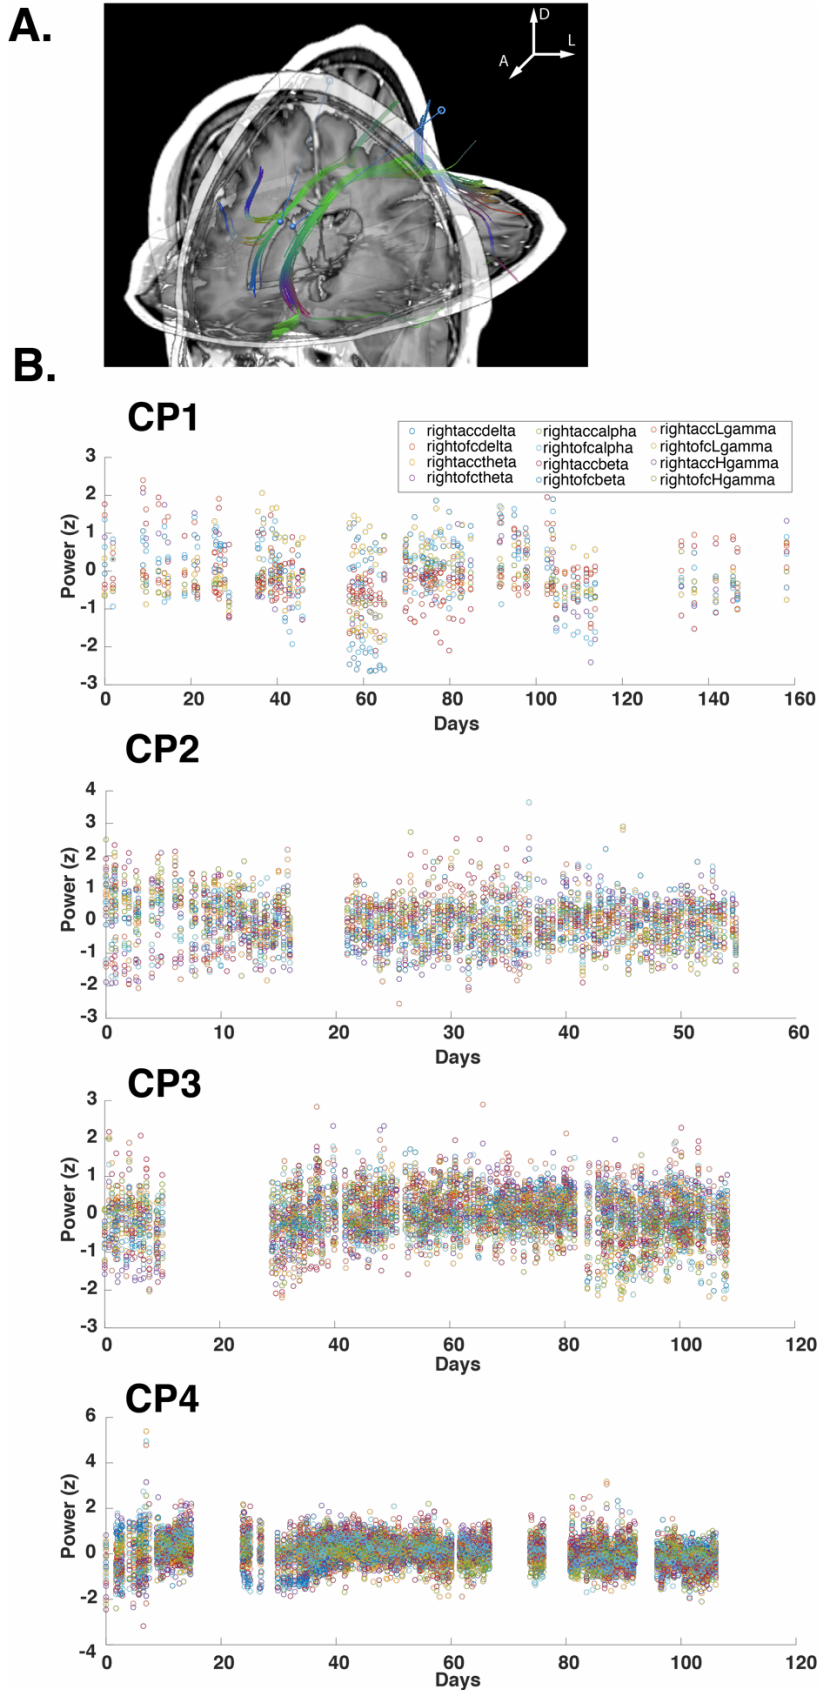 A.
D
L
A
B.
CP1
rightaccdelta rightaccalpha rightaccLgamma
rightofcdelta rightofcalpha rightofcLgamma
rightacctheta rightaccbeta rightaccHgamma
rightofctheta rightofcbeta rightofcHgamma
3
2
1
0
-1
-2
-3
Power (z)
0 20 40 60 80 100 120 140 160
Days
CP2
4
3
2
1
0
-1
-2
-3
Power (z)
0 10 20 30 40 50 60
Days
CP3
3
2
1
0
-1
-2
-3
Power (z)
0 20 40 60 80 100 120
Days
CP4
6
4
2
0
-2
-4
Power (z)
0 20 40 60 80 100 120
Days